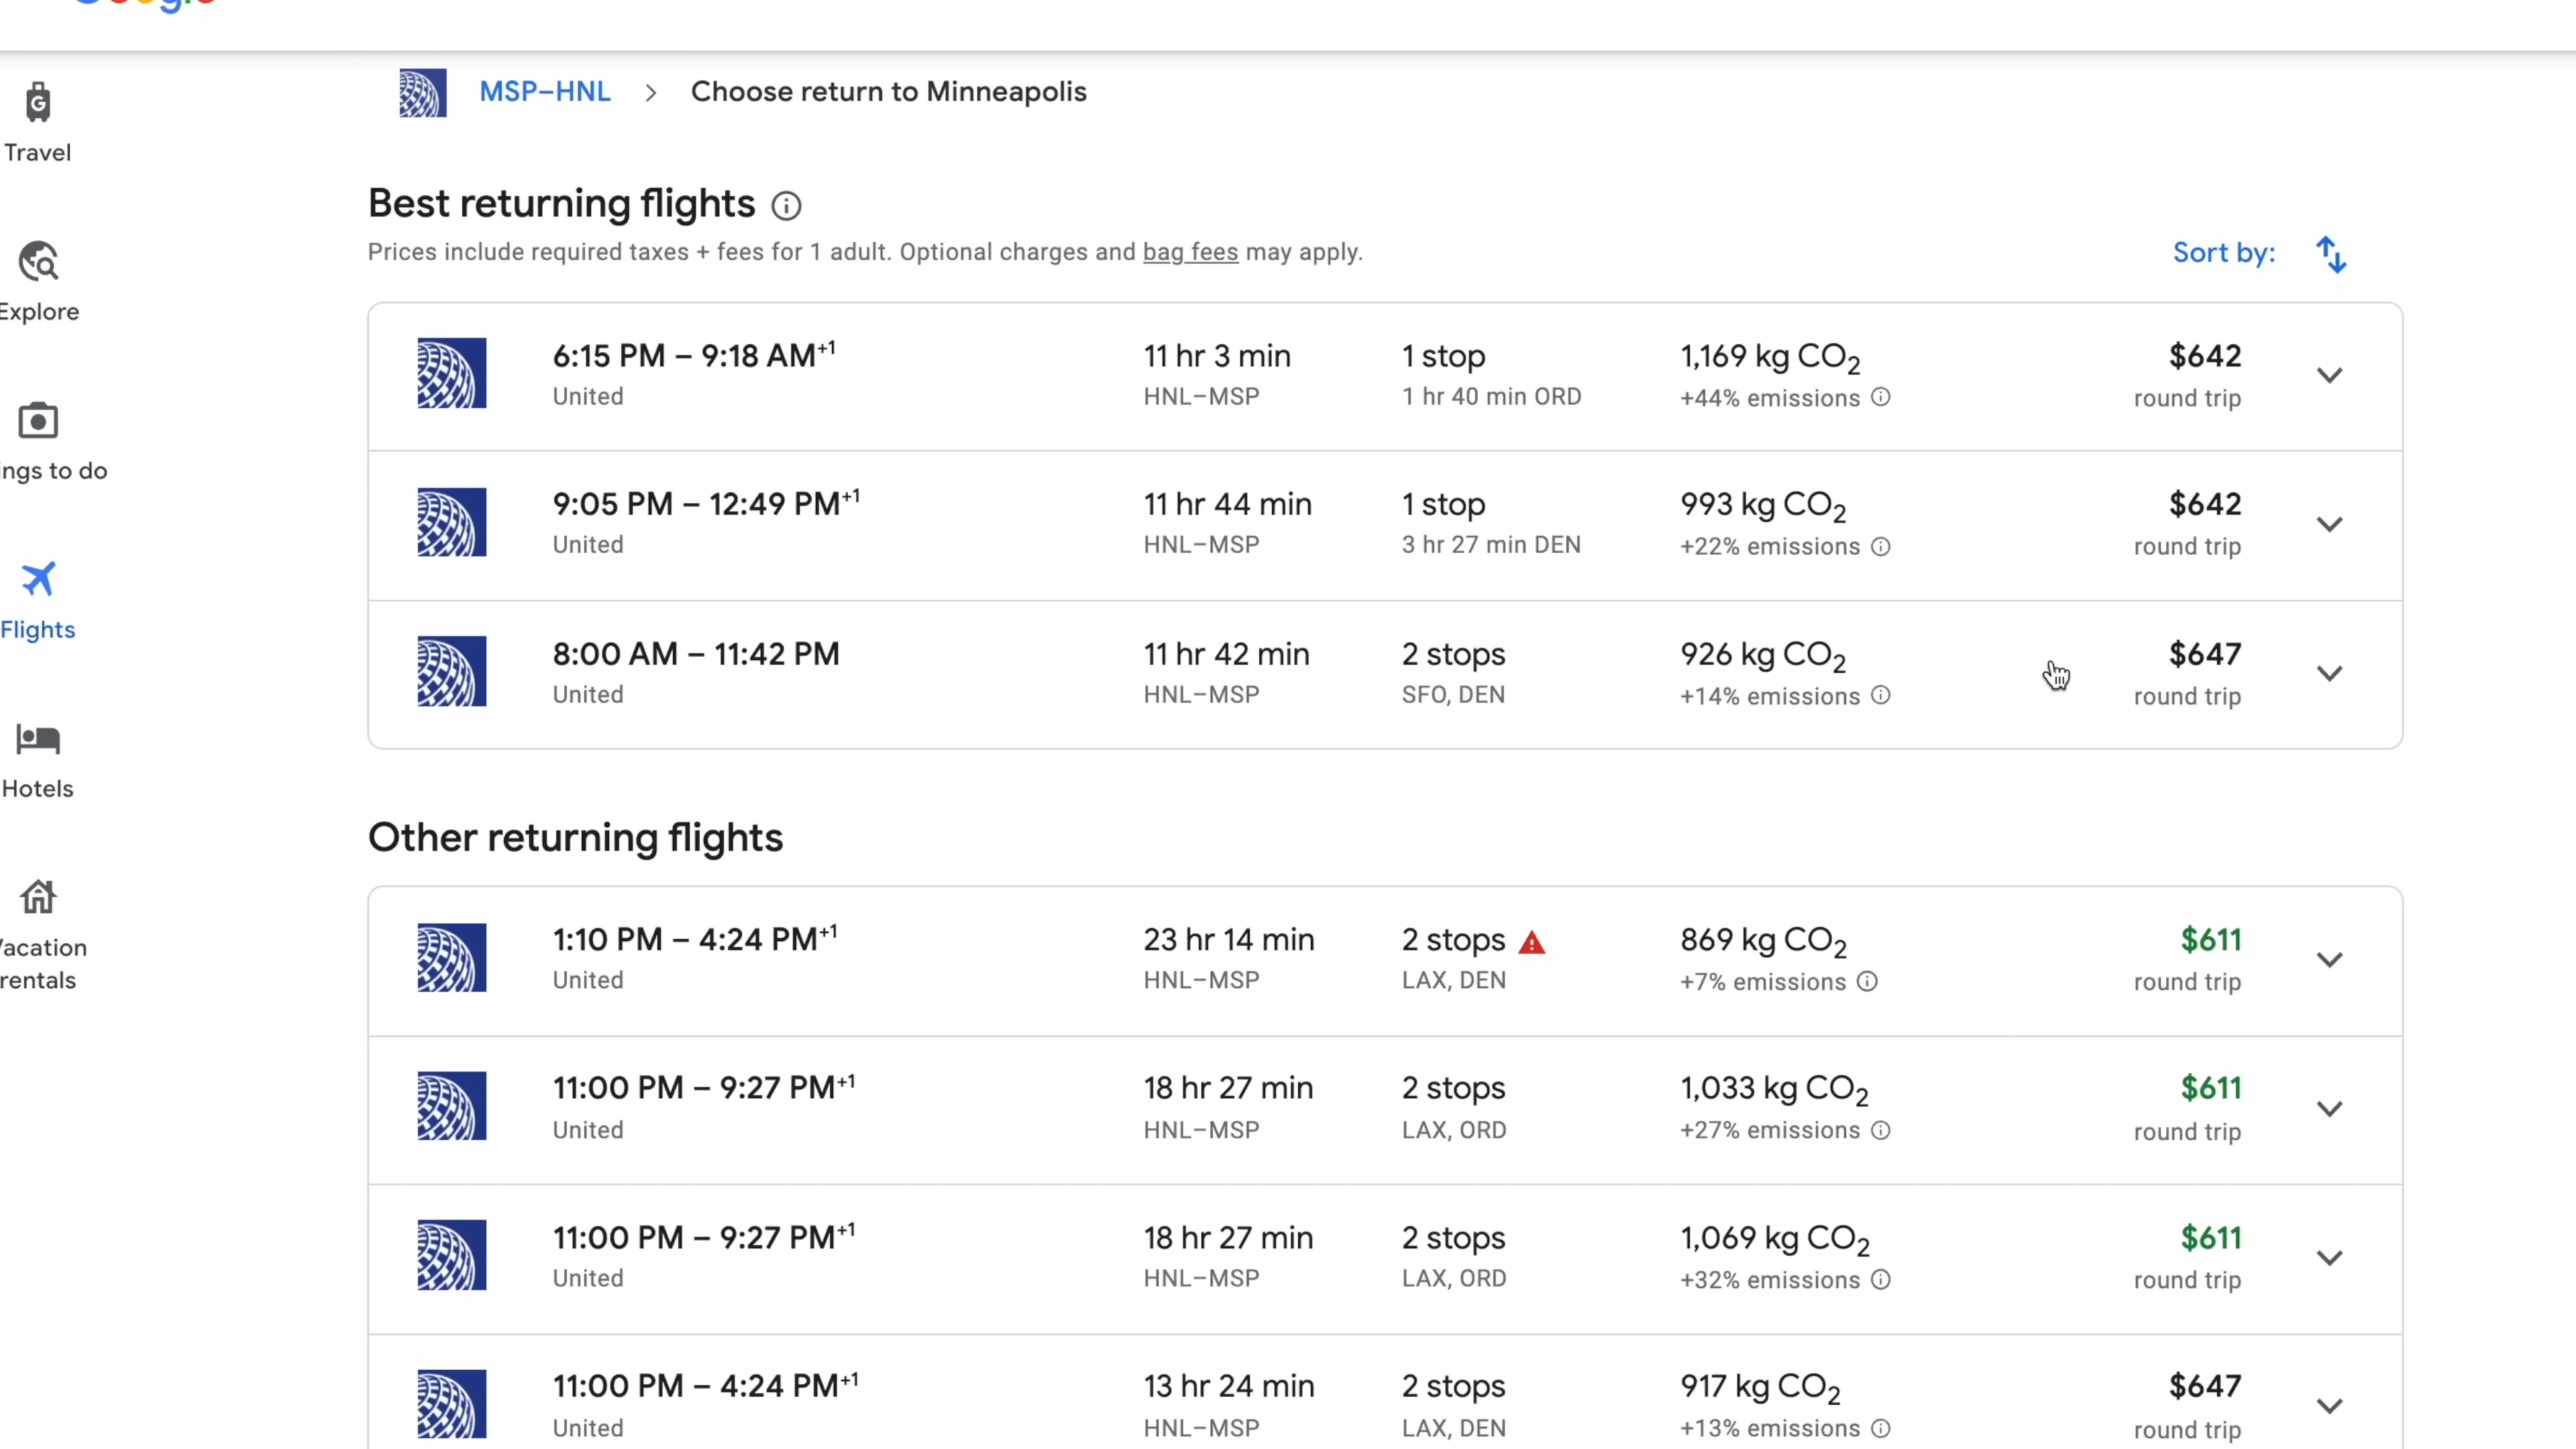 MSP–HNL > Choose return to Minneapolis
Travel
Explore
ings to do
Flights
Hotels
Vacation
rentals
Best returning flights
Prices include required taxes + fees for 1 adult. Optional charges and bag fees may apply.
Sort by:
6:15 PM – 9:18 AM+1 11 hr 3 min 1 stop 1,169 kg CO2 $642
United HNL–MSP 1 hr 40 min ORD +44% emissions round trip
9:05 PM – 12:49 PM+1 11 hr 44 min 1 stop 993 kg CO2 $642
United HNL–MSP 3 hr 27 min DEN +22% emissions round trip
8:00 AM – 11:42 PM 11 hr 42 min 2 stops 926 kg CO2 $647
United HNL–MSP SFO, DEN +14% emissions round trip
Other returning flights
1:10 PM – 4:24 PM+1 23 hr 14 min 2 stops 869 kg CO2 $611
United HNL–MSP LAX, DEN +7% emissions round trip
11:00 PM – 9:27 PM+1 18 hr 27 min 2 stops 1,033 kg CO2 $611
United HNL–MSP LAX, ORD +27% emissions round trip
11:00 PM – 9:27 PM+1 18 hr 27 min 2 stops 1,069 kg CO2 $611
United HNL–MSP LAX, ORD +32% emissions round trip
11:00 PM – 4:24 PM+1 13 hr 24 min 2 stops 917 kg CO2 $647
United HNL–MSP LAX, DEN +13% emissions round trip